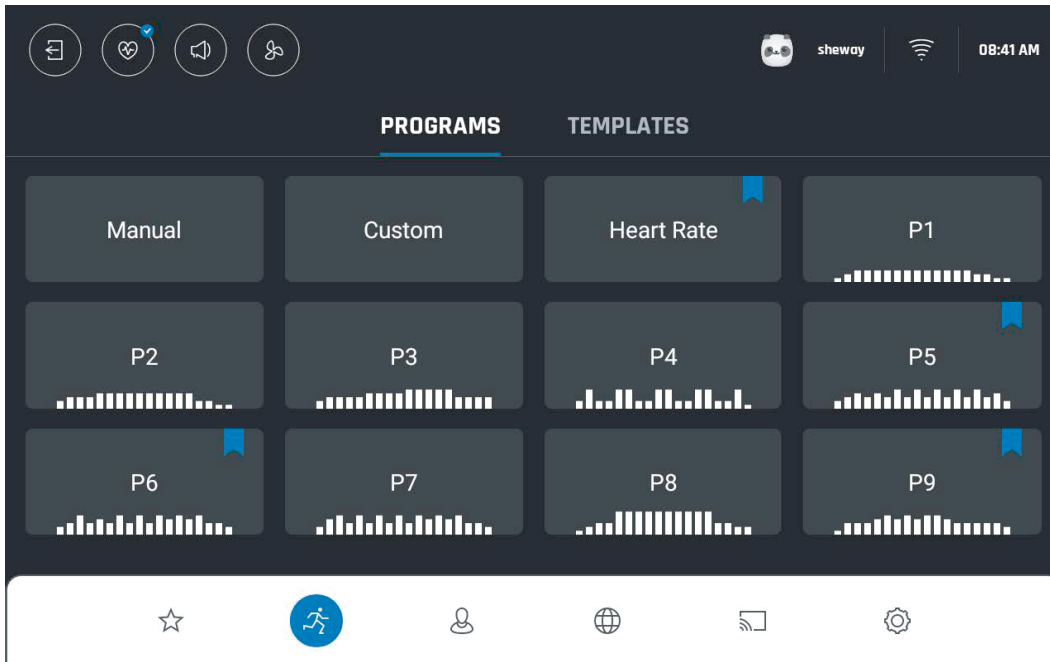 sheway 08:41 AM
PROGRAMS TEMPLATES
Manual Custom Heart Rate P1
P2 P3 P4 P5
P6 P7 P8 P9